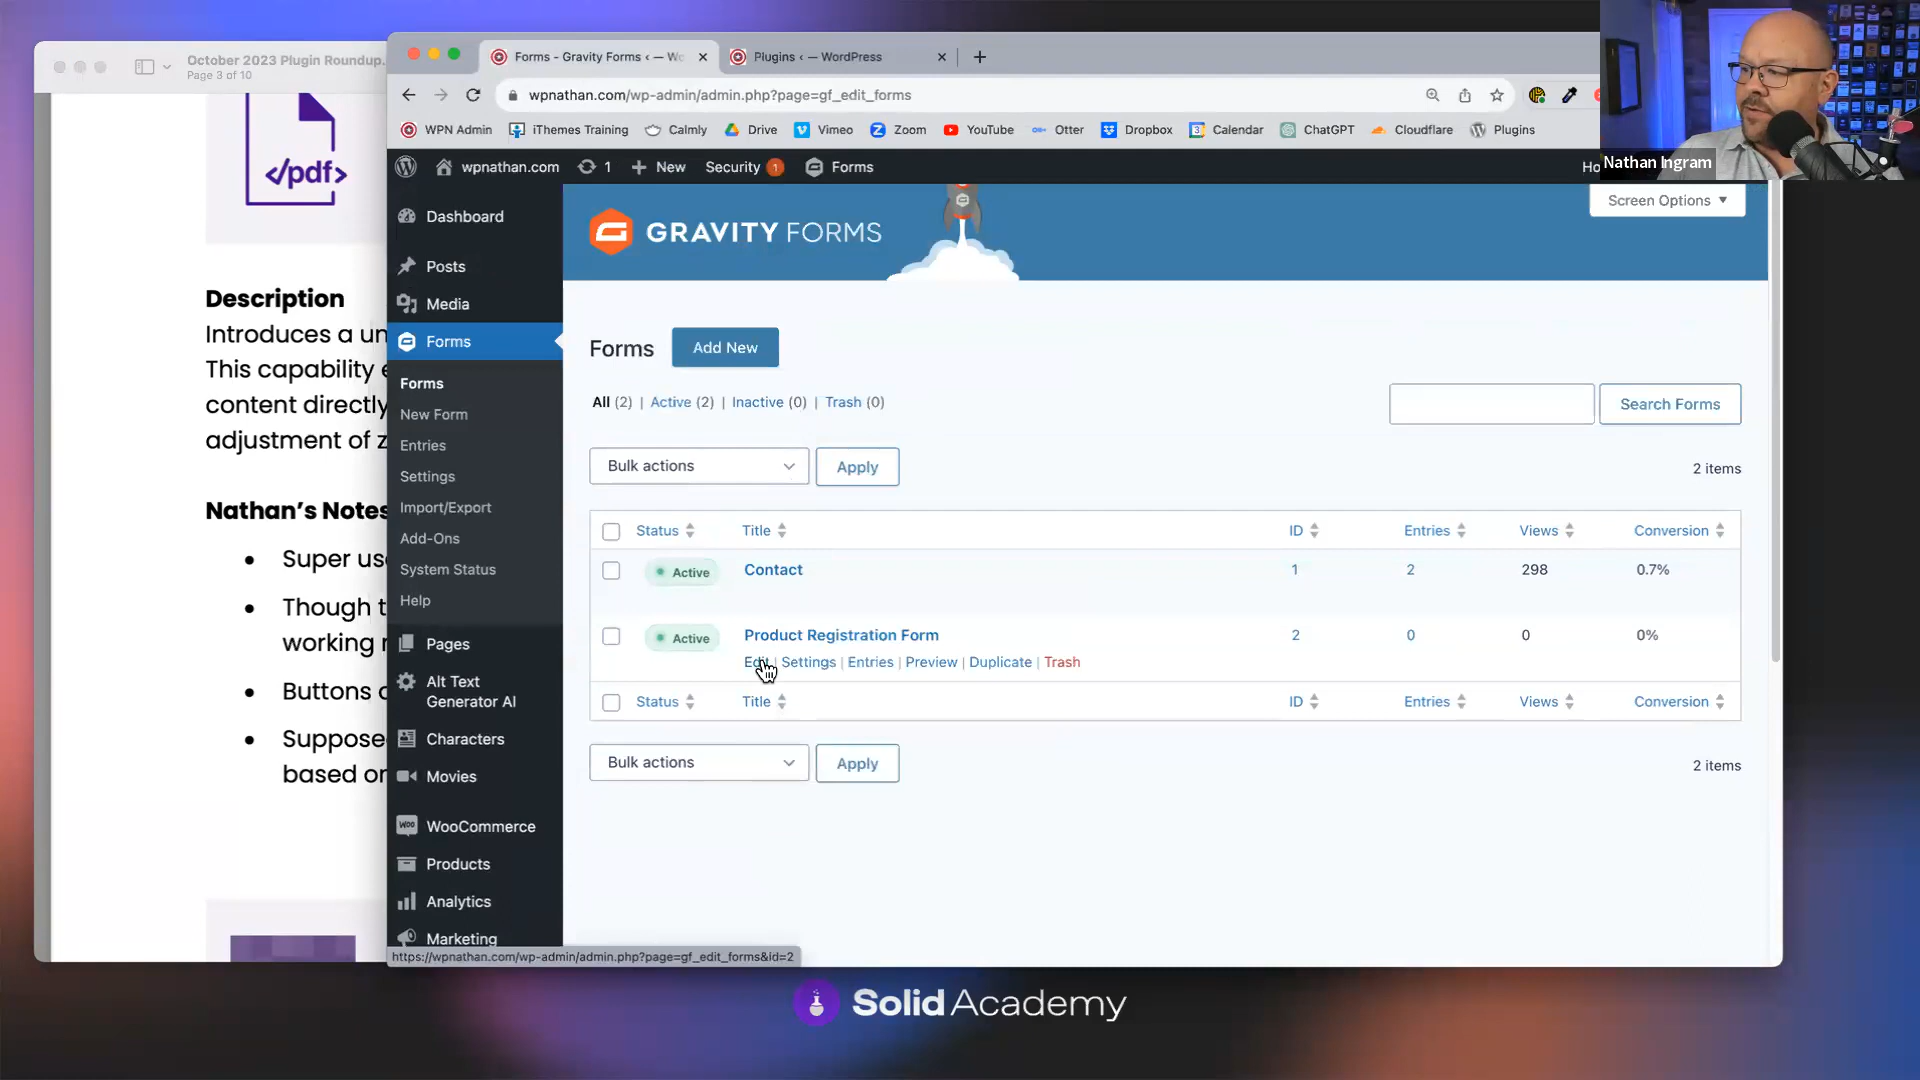 October 2023 Plugin Roundup.
Page 3 of 10
</pdf>
Description
Introduces a un
This capability e
content directly
adjustment of z
Nathan's Notes
• Super use
• Though t
working r
• Buttons
• Suppose
based on
Forms - Gravity Forms ‹ — Wo
Plugins ‹ — WordPress
wpnathan.com/wp-admin/admin.php?page=gf_edit_forms
WPN Admin
iThemes Training
Calmly
Drive
Vimeo
Zoom
YouTube
Otter
Dropbox
Calendar
ChatGPT
Cloudflare
Plugins
wpnathan.com
1
New
Security 1
Forms
Ho
Nathan Ingram
Dashboard
Posts
Media
Forms
Forms
New Form
Entries
Settings
Import/Export
Add-Ons
System Status
Help
Pages
Alt Text
Generator AI
Characters
Movies
WooCommerce
Products
Analytics
Marketing
GRAVITY FORMS
Screen Options
Forms Add New
All (2) | Active (2) | Inactive (0) | Trash (0)
Search Forms
Bulk actions Apply 2 items
Status Title ID Entries Views Conversion
Active Contact 1 2 298 0.7%
Active Product Registration Form 2 0 0 0%
Edit | Settings | Entries | Preview | Duplicate | Trash
Status Title ID Entries Views Conversion
Bulk actions Apply 2 items
https://wpnathan.com/wp-admin/admin.php?page=gf_edit_forms&id=2
Solid Academy